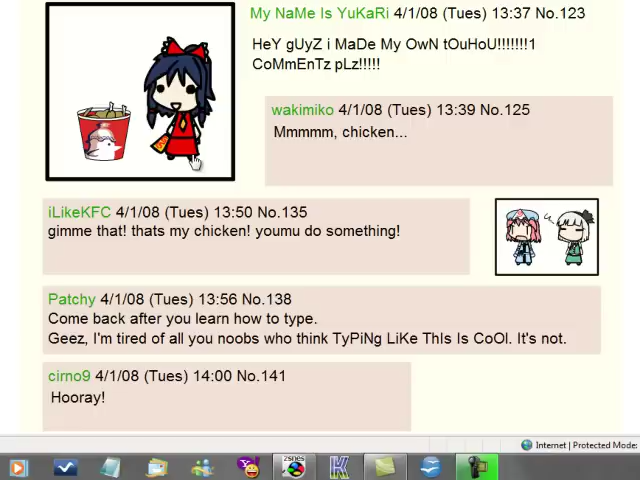 My NaMe Is YuKaRi 4/1/08 (Tues) 13:37 No.123
HeY gUyZ i MaDe My OwN tOuHoU!!!!!!!1
CoMmEnTz pLz!!!!!
wakimiko 4/1/08 (Tues) 13:39 No.125
Mmmmm, chicken...
iLikeKFC 4/1/08 (Tues) 13:50 No.135
gimme that! thats my chicken! youmu do something!
Patchy 4/1/08 (Tues) 13:56 No.138
Come back after you learn how to type.
Geez, I'm tired of all you noobs who think TyPiNg LiKe ThIs Is CoOl. It's not.
cirno9 4/1/08 (Tues) 14:00 No.141
Hooray!
Internet | Protected Mode:
zsnes